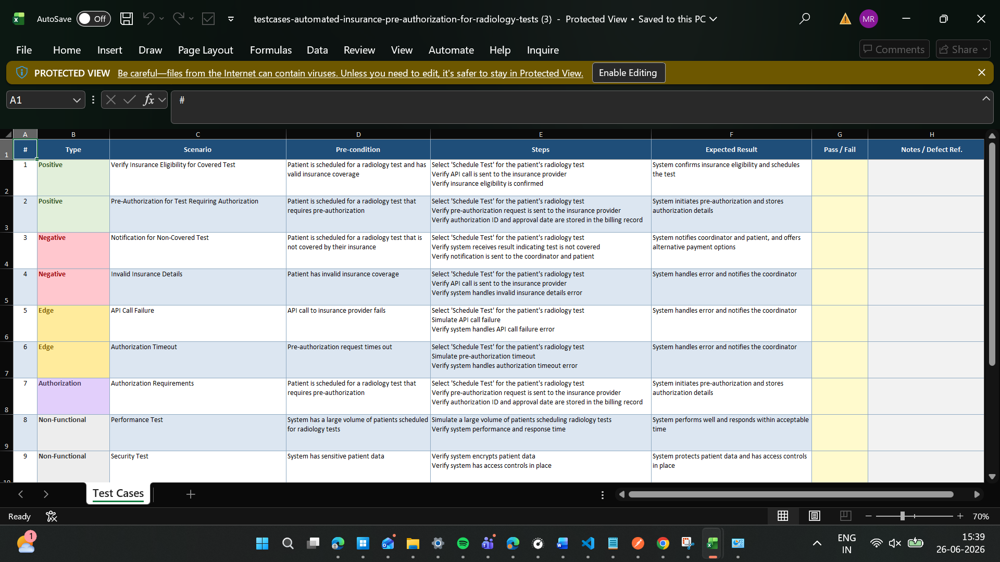 AutoSave Off testcases-automated-insurance-pre-authorization-for-radiology-tests (3) - Protected View • Saved to this PC MR
File Home Insert Draw Page Layout Formulas Data Review View Automate Help Inquire Comments Share
PROTECTED VIEW Be careful—files from the Internet can contain viruses. Unless you need to edit, it's safer to stay in Protected View. Enable Editing
A1 fx #
A B C D E F G H
1 # Type Scenario Pre-condition Steps Expected Result Pass / Fail Notes / Defect Ref.
1 Positive Verify Insurance Eligibility for Covered Test Patient is scheduled for a radiology test and has Select 'Schedule Test' for the patient's radiology test System confirms insurance eligibility and schedules
valid insurance coverage Verify API call is sent to the insurance provider the test
2 Verify insurance eligibility is confirmed
2 Positive Pre-Authorization for Test Requiring Authorization Patient is scheduled for a radiology test that Select 'Schedule Test' for the patient's radiology test System initiates pre-authorization and stores
requires pre-authorization Verify pre-authorization request is sent to the insurance provider authorization details
3 Verify authorization ID and approval date are stored in the billing record
3 Negative Notification for Non-Covered Test Patient is scheduled for a radiology test that is Select 'Schedule Test' for the patient's radiology test System notifies coordinator and patient, and offers
not covered by their insurance Verify system receives result indicating test is not covered alternative payment options
4 Verify notification is sent to the coordinator and patient
4 Negative Invalid Insurance Details Patient has invalid insurance coverage Select 'Schedule Test' for the patient's radiology test System handles error and notifies the coordinator
Verify API call is sent to the insurance provider
5 Verify system handles invalid insurance details error
5 Edge API Call Failure API call to insurance provider fails Select 'Schedule Test' for the patient's radiology test System handles error and notifies the coordinator
Simulate API call failure
6 Verify system handles API call failure error
6 Edge Authorization Timeout Pre-authorization request times out Select 'Schedule Test' for the patient's radiology test System handles error and notifies the coordinator
Simulate pre-authorization timeout
7 Verify system handles authorization timeout error
7 Authorization Authorization Requirements Patient is scheduled for a radiology test that Select 'Schedule Test' for the patient's radiology test System initiates pre-authorization and stores
requires pre-authorization Verify pre-authorization request is sent to the insurance provider authorization details
8 Verify authorization ID and approval date are stored in the billing record
8 Non-Functional Performance Test System has a large volume of patients scheduled Simulate a large volume of patients scheduling radiology tests System performs well and responds within acceptable
for radiology tests Verify system performance and response time time
9
9 Non-Functional Security Test System has sensitive patient data Verify system encrypts patient data System protects patient data and has access controls
Verify system has access controls in place in place
10
Test Cases
Ready 70%
1 ENG 15:39
IN 26-06-2026